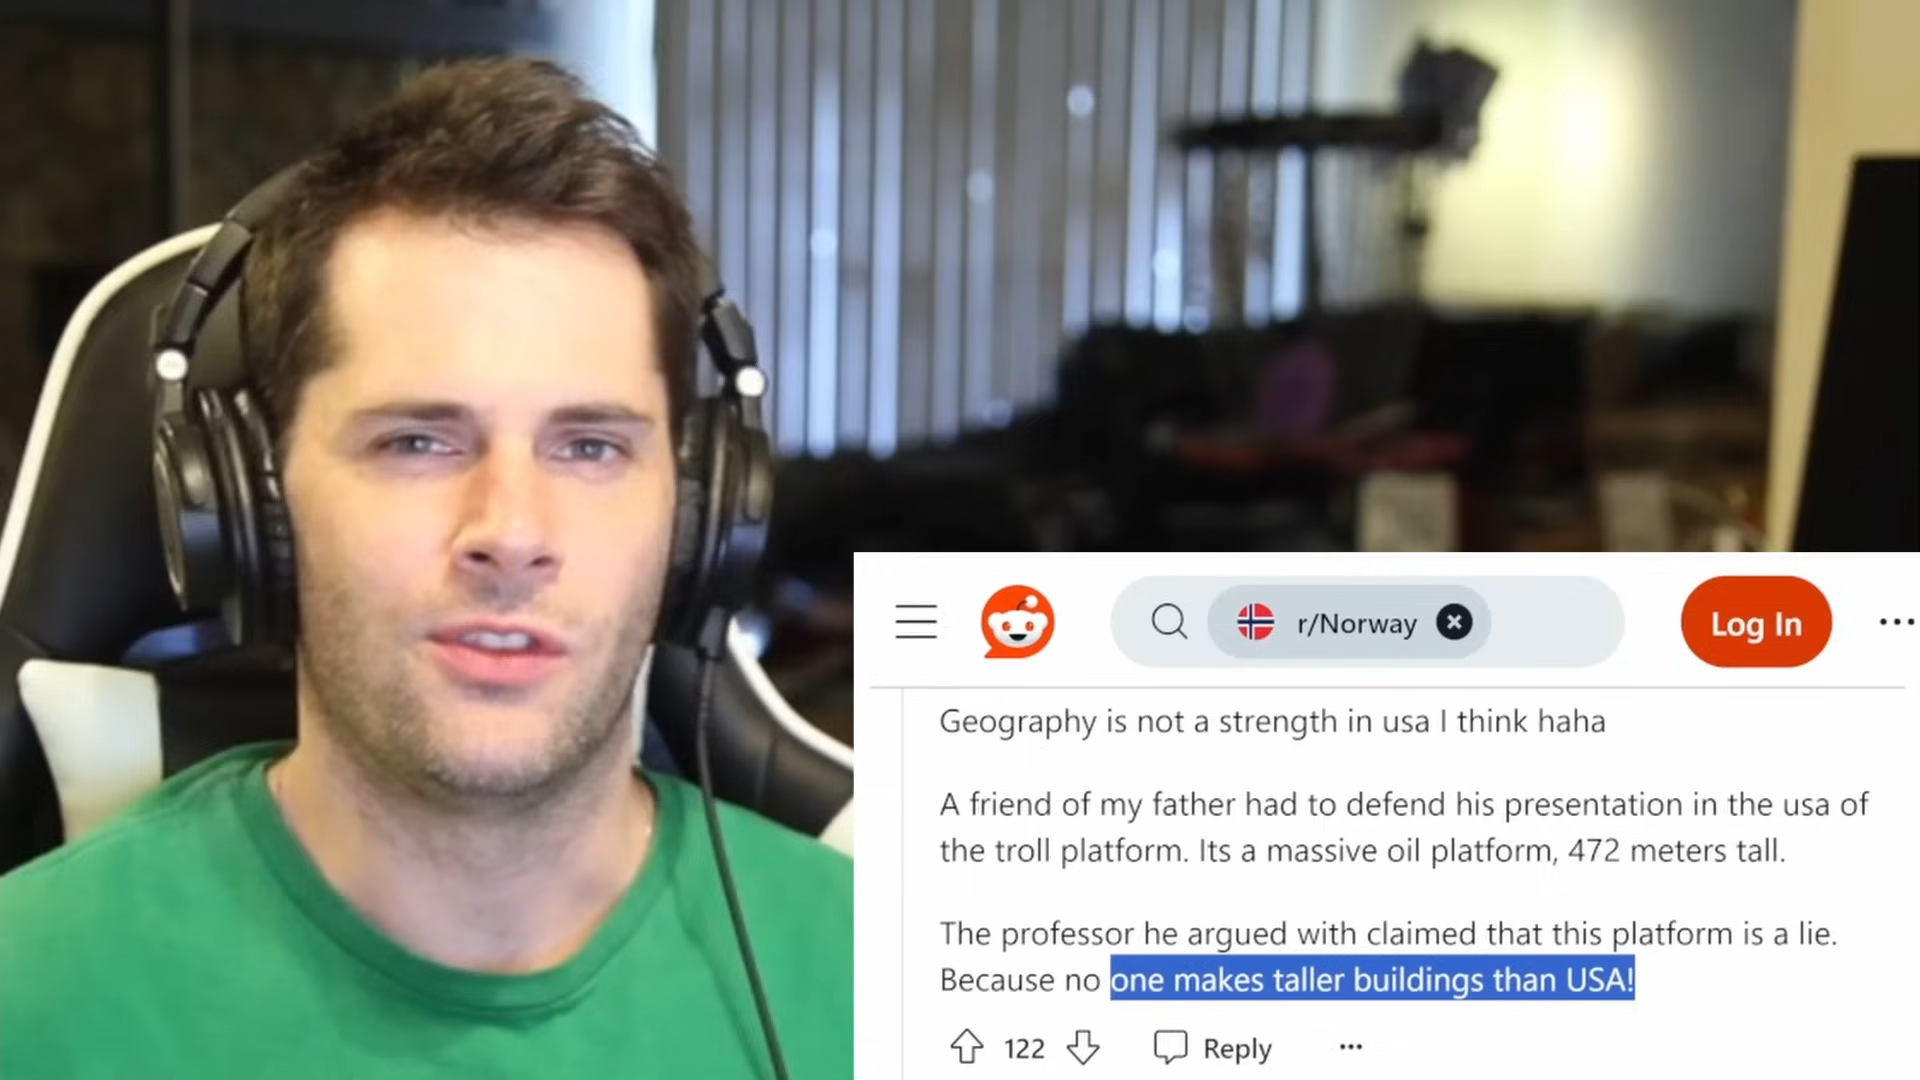 r/Norway
Log In
Geography is not a strength in usa I think haha
A friend of my father had to defend his presentation in the usa of
the troll platform. Its a massive oil platform, 472 meters tall.
The professor he argued with claimed that this platform is a lie.
Because no one makes taller buildings than USA!
122
Reply